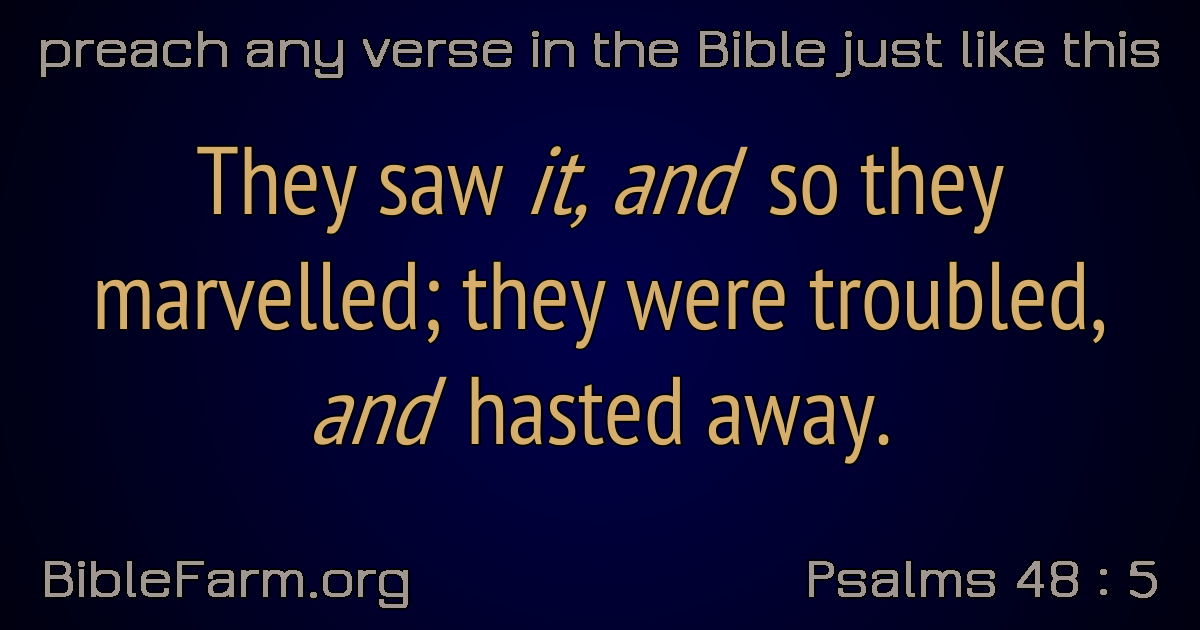 preach any verse in the Bible just like this
They saw it, and so they
marvelled; they were troubled,
and hasted away.
BibleFarm.org
Psalms 48 : 5